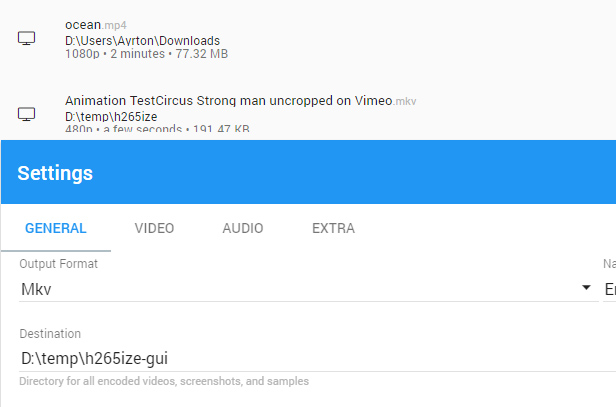 ocean.mp4
D:\Users\Ayrton\Downloads
1080p • 2 minutes • 77.32 MB
Animation TestCircus Strong man uncropped on Vimeo.mkv
D:\temp\h265ize
480p • a few seconds • 191.47 KB
Settings
GENERAL VIDEO AUDIO EXTRA
Output Format
Mkv
Destination
D:\temp\h265ize-gui
Directory for all encoded videos, screenshots, and samples